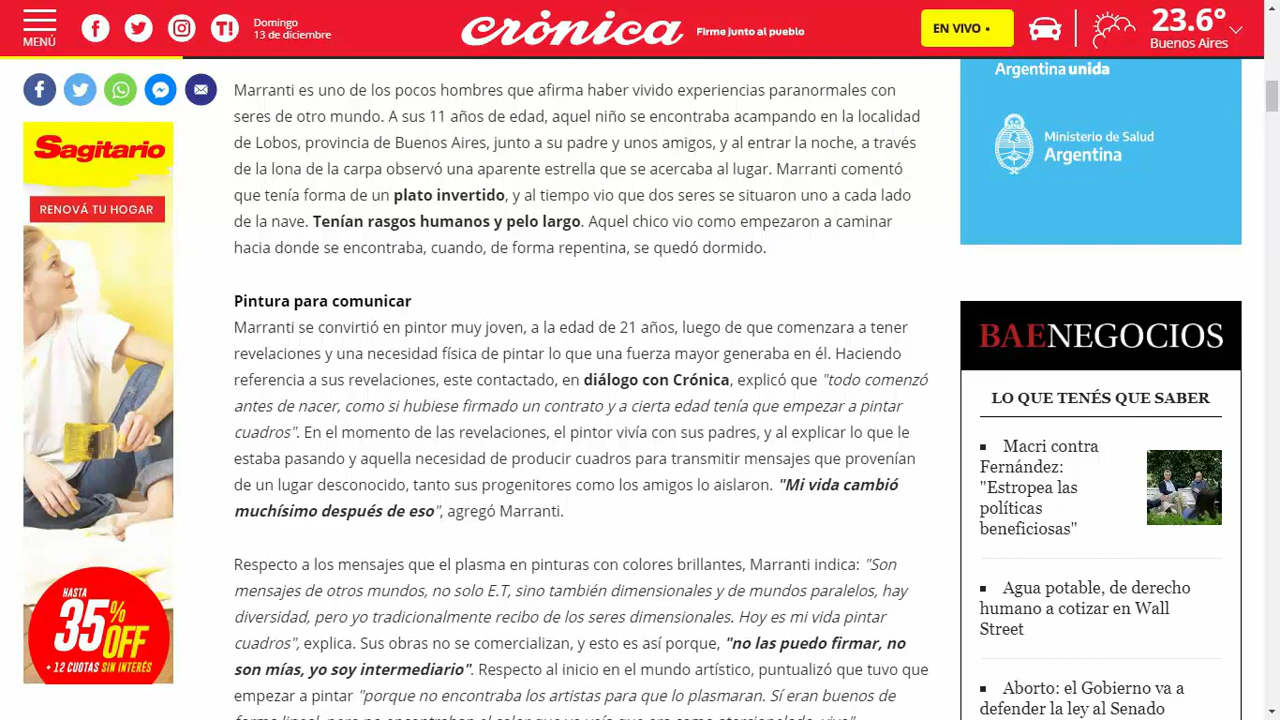 MENÚ
Domingo
13 de diciembre
crónica Firme junto al pueblo
EN VIVO •
23.6°
Buenos Aires
Sagitario
RENOVÁ TU HOGAR
HASTA
35% OFF
+ 12 CUOTAS SIN INTERÉS
Marranti es uno de los pocos hombres que afirma haber vivido experiencias paranormales con
seres de otro mundo. A sus 11 años de edad, aquel niño se encontraba acampando en la localidad
de Lobos, provincia de Buenos Aires, junto a su padre y unos amigos, y al entrar la noche, a través
de la lona de la carpa observó una aparente estrella que se acercaba al lugar. Marranti comentó
que tenía forma de un plato invertido, y al tiempo vio que dos seres se situaron uno a cada lado
de la nave. Tenían rasgos humanos y pelo largo. Aquel chico vio como empezaron a caminar
hacia donde se encontraba, cuando, de forma repentina, se quedó dormido.
Pintura para comunicar
Marranti se convirtió en pintor muy joven, a la edad de 21 años, luego de que comenzara a tener
revelaciones y una necesidad física de pintar lo que una fuerza mayor generaba en él. Haciendo
referencia a sus revelaciones, este contactado, en diálogo con Crónica, explicó que "todo comenzó
antes de nacer, como si hubiese firmado un contrato y a cierta edad tenía que empezar a pintar
cuadros". En el momento de las revelaciones, el pintor vivía con sus padres, y al explicar lo que le
estaba pasando y aquella necesidad de producir cuadros para transmitir mensajes que provenían
de un lugar desconocido, tanto sus progenitores como los amigos lo aislaron. "Mi vida cambió
muchísimo después de eso", agregó Marranti.
Respecto a los mensajes que el plasma en pinturas con colores brillantes, Marranti indica: "Son
mensajes de otros mundos, no solo E.T, sino también dimensionales y de mundos paralelos, hay
diversidad, pero yo tradicionalmente recibo de los seres dimensionales. Hoy es mi vida pintar
cuadros", explica. Sus obras no se comercializan, y esto es así porque, "no las puedo firmar, no
son mías, yo soy intermediario". Respecto al inicio en el mundo artístico, puntualizó que tuvo que
empezar a pintar "porque no encontraba los artistas para que lo plasmaran. Sí eran buenos de
Argentina unida
Ministerio de Salud
Argentina
BAENEGOCIOS
LO QUE TENÉS QUE SABER
Macri contra
Fernández:
"Estropea las
políticas
beneficiosas"
Agua potable, de derecho
humano a cotizar en Wall
Street
Aborto: el Gobierno va a
defender la ley al Senado